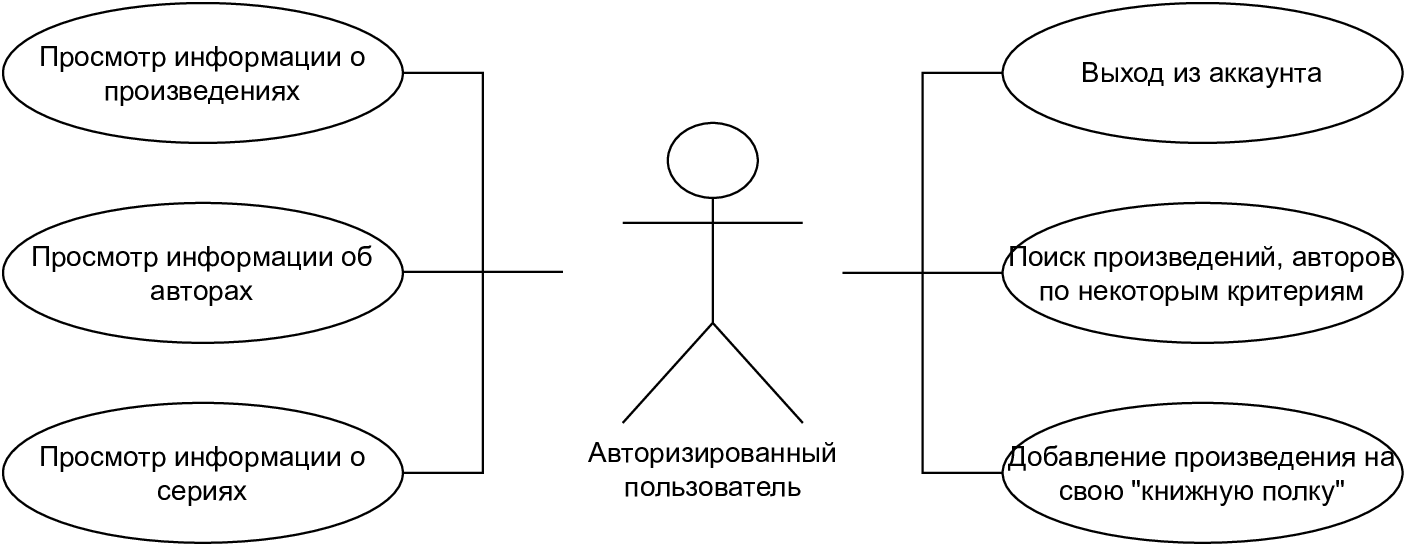 Просмотр информации о
произведениях
Выход из аккаунта
Просмотр информации об
авторах
Поиск произведений, авторов
по некоторым критериям
Просмотр информации о
сериях
Авторизированный
пользователь
Добавление произведения на
свою "книжную полку"